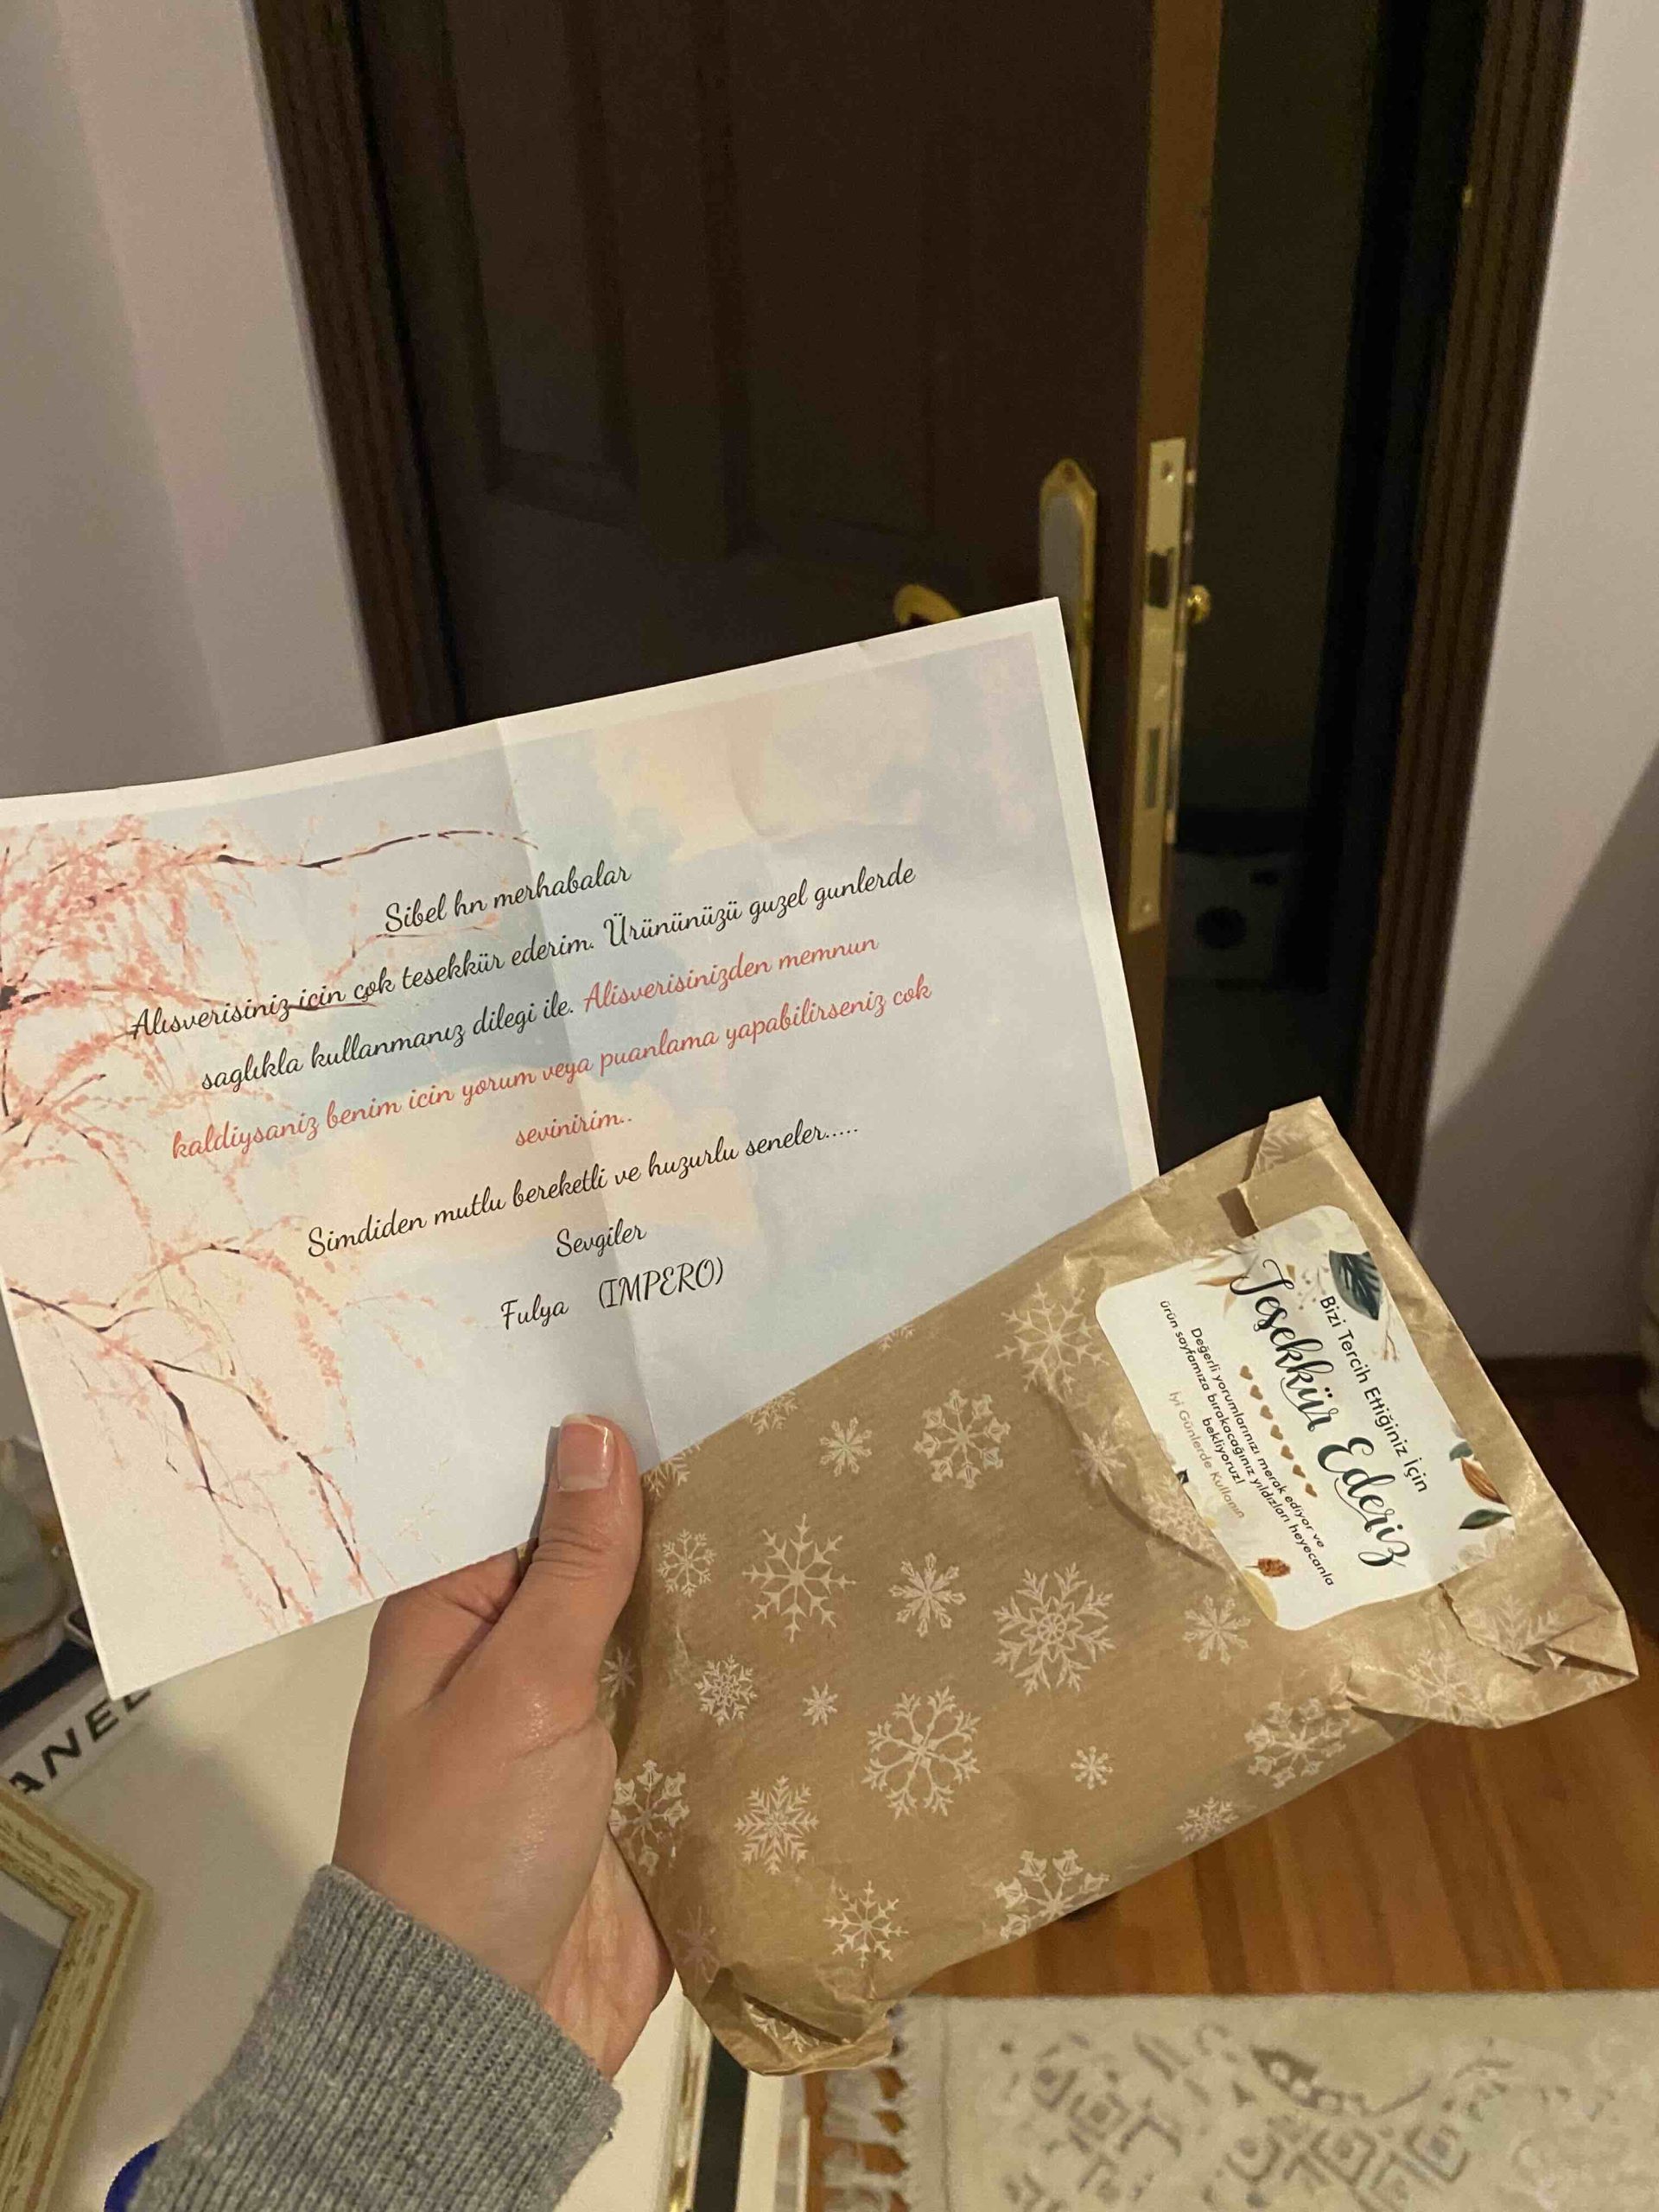 Sibel hn merhabalar
Alısverisiniz icin çok tesekkür ederim. Ürününüzü guzel gunlerde
saglıkla kullanmanız dilegi ile. Alisverisinizden memnun
kaldiysaniz benim icin yorum veya puanlama yapabilirseniz cok
sevinirim..
Simdiden mutlu bereketli ve huzurlu seneler.....
Sevgiler
Fulya (IMPERO)
Bizi Tercih Ettiğiniz İçin
Teşekkür Ederiz
Değerli yorumlarınızı merak ediyor ve
ürün sayfamıza bırakacağınız yıldızları heyecanla
bekliyoruz!
İyi Günlerde Kullanın
ANEL